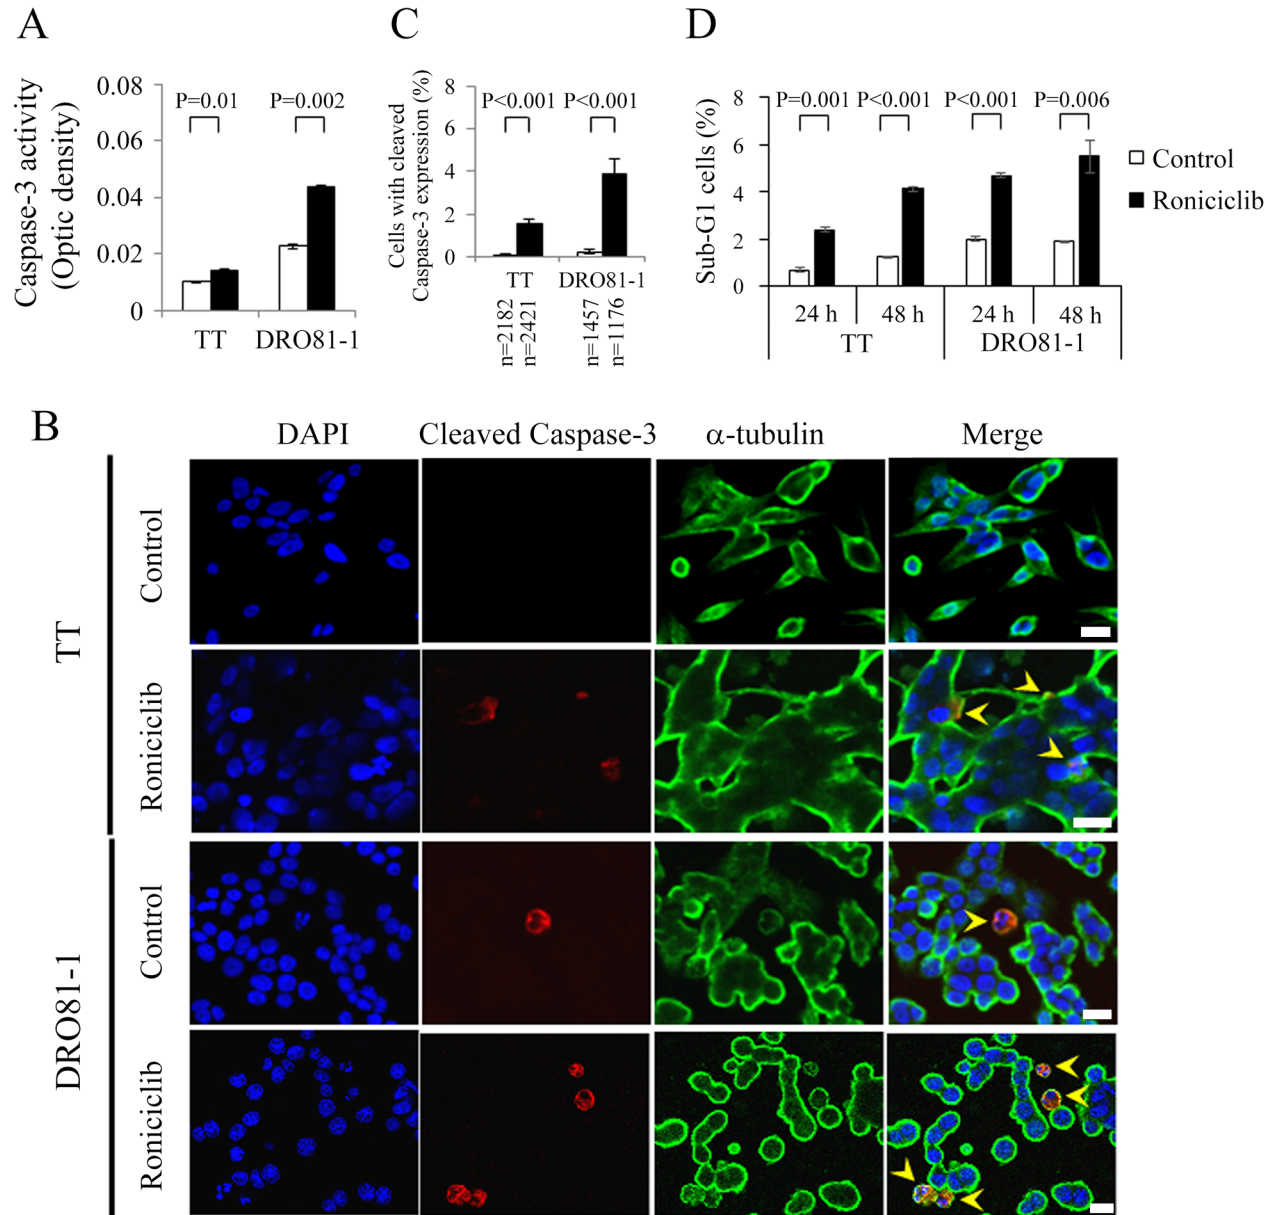 A
Caspase-3 activity
(Optic density)
0.08
0.06
0.04
0.02
0
P=0.01
P=0.002
TT
DRO81-1
C
Cells with cleaved
Caspase-3 expression (%)
8
6
4
2
0
P<0.001
P<0.001
TT
DRO81-1
n=2182
n=2421
n=1457
n=1176
D
Sub-G1 cells (%)
8
6
4
2
0
P=0.001
P<0.001
P<0.001
P=0.006
24 h
48 h
24 h
48 h
TT
DRO81-1
Control
Roniciclib
B
DAPI
Cleaved Caspase-3
α-tubulin
Merge
TT
Control
Roniciclib
DRO81-1
Control
Roniciclib